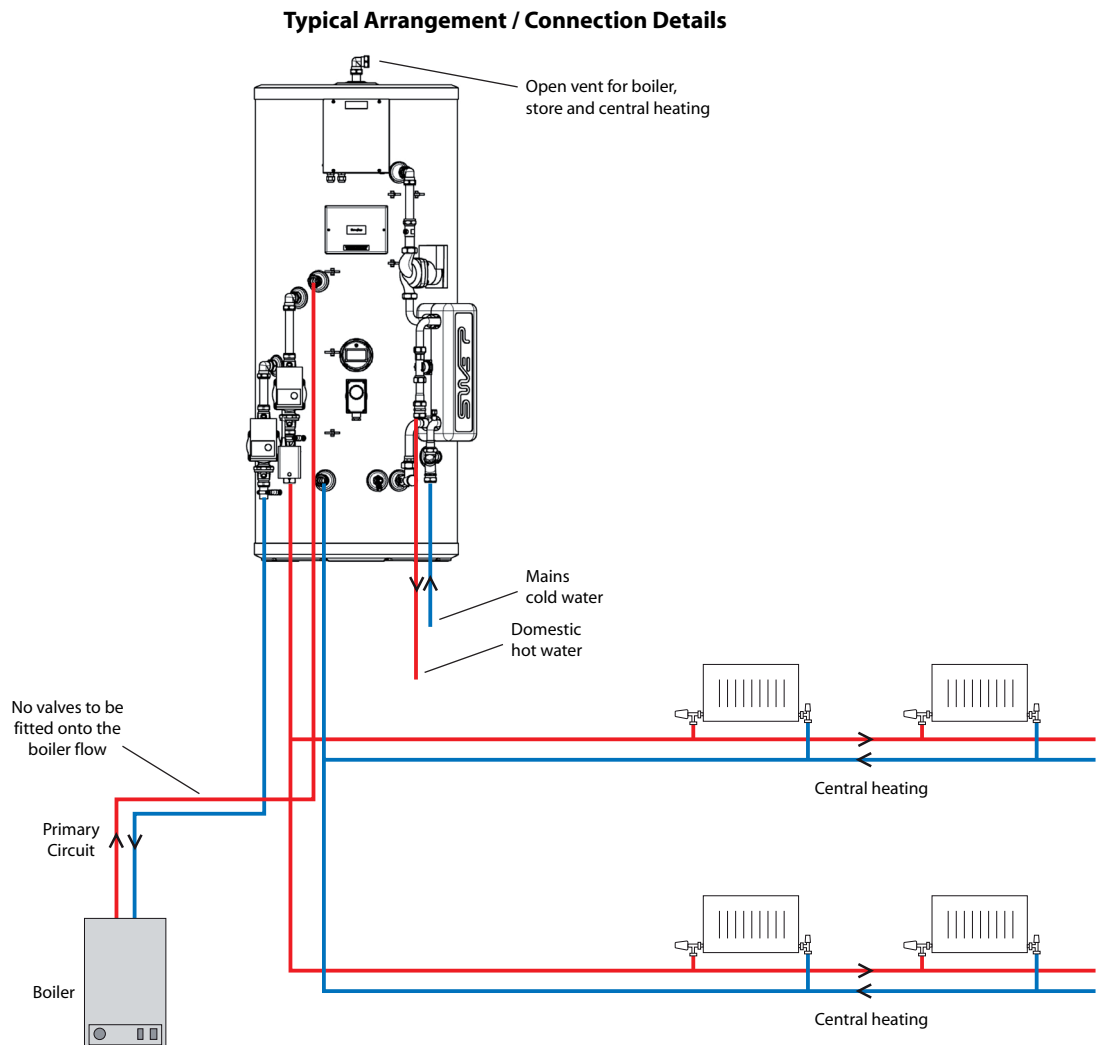 Typical Arrangement / Connection Details
Open vent for boiler,
store and central heating
SWEP
Mains
cold water
Domestic
hot water
No valves to be
fitted onto the
boiler flow
Primary
Circuit
Central heating
Boiler
Central heating